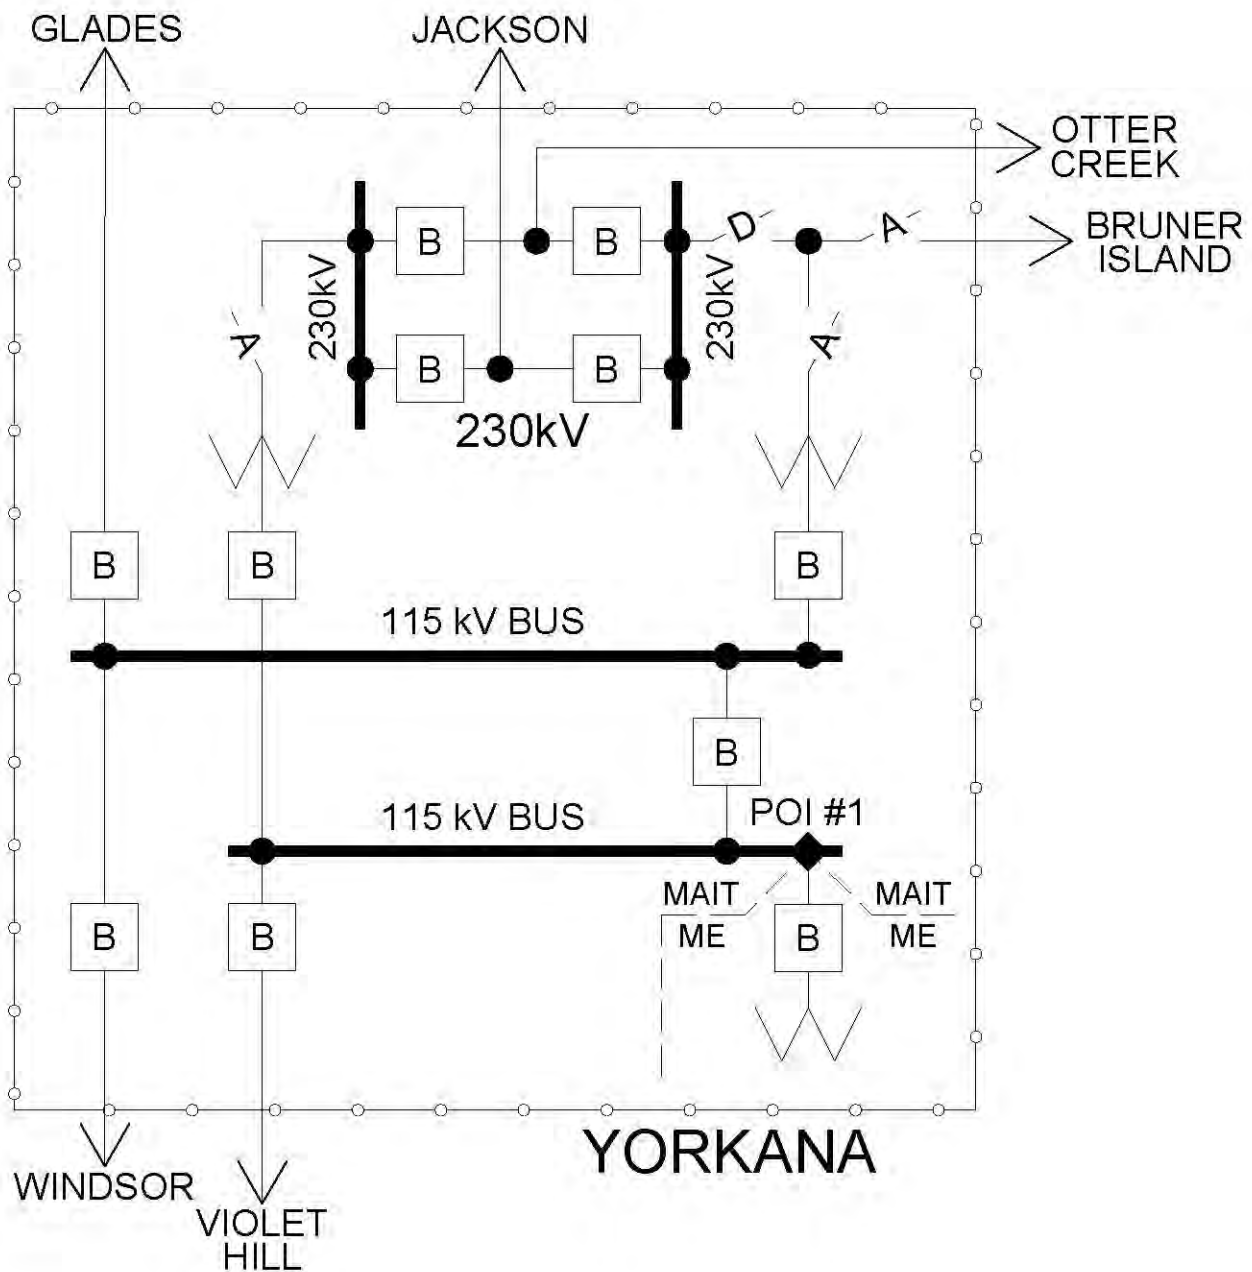 GLADES
JACKSON
OTTER
CREEK
BRUNER
ISLAND
B
B
D
A
230kV
230kV
A
A
B
B
230kV
B
B
B
115 kV BUS
B
115 kV BUS
POI #1
MAIT
ME
MAIT
ME
B
B
B
YORKANA
WINDSOR
VIOLET
HILL